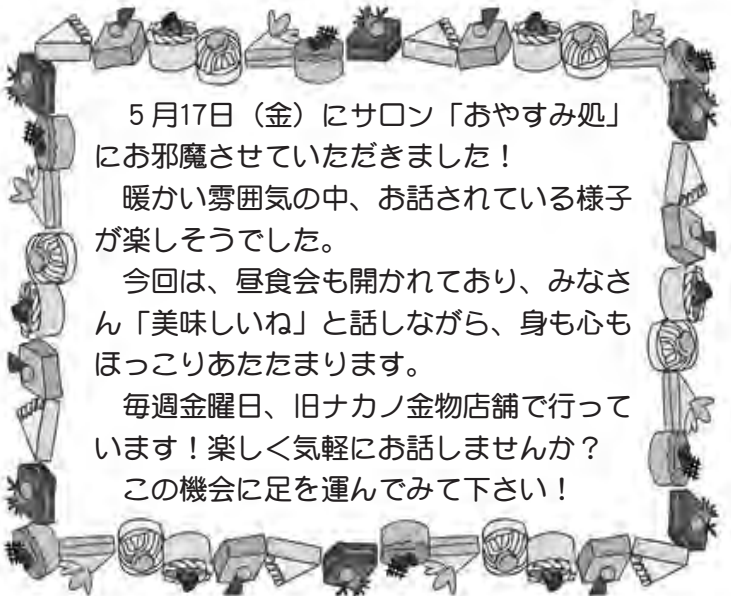 5月17日（金）にサロン「おやすみ処」
にお邪魔させていただきました！
　暖かい雰囲気の中、お話されている様子
が楽しそうでした。
　今回は、昼食会も開かれており、みなさ
ん「美味しいね」と話しながら、身も心も
ほっこりあたたまります。
　毎週金曜日、旧ナカノ金物店舗で行って
います！楽しく気軽にお話しませんか？
　この機会に足を運んでみて下さい！